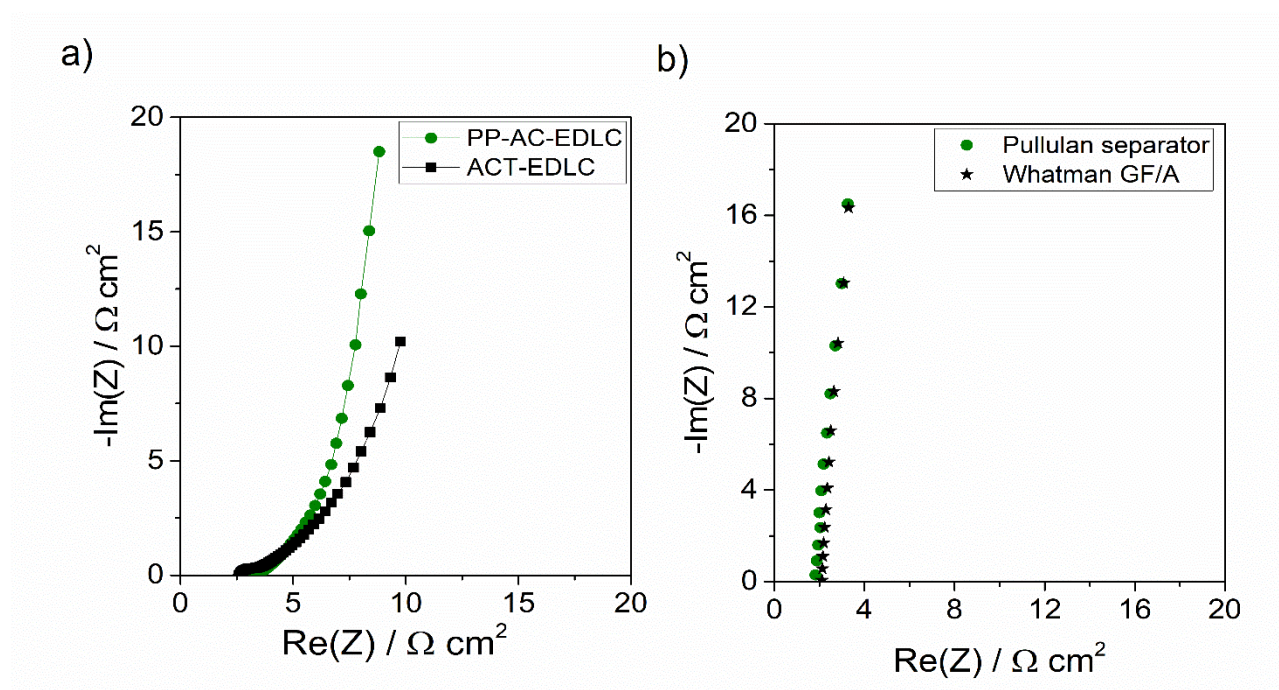 a)
20
15
10
5
0
-Im(Z) / Ω cm²
PP-AC-EDLC
ACT-EDLC
0 5 10 15 20
Re(Z) / Ω cm²
b)
20
16
12
8
4
0
-Im(Z) / Ω cm²
Pullulan separator
Whatman GF/A
0 4 8 12 16 20
Re(Z) / Ω cm²